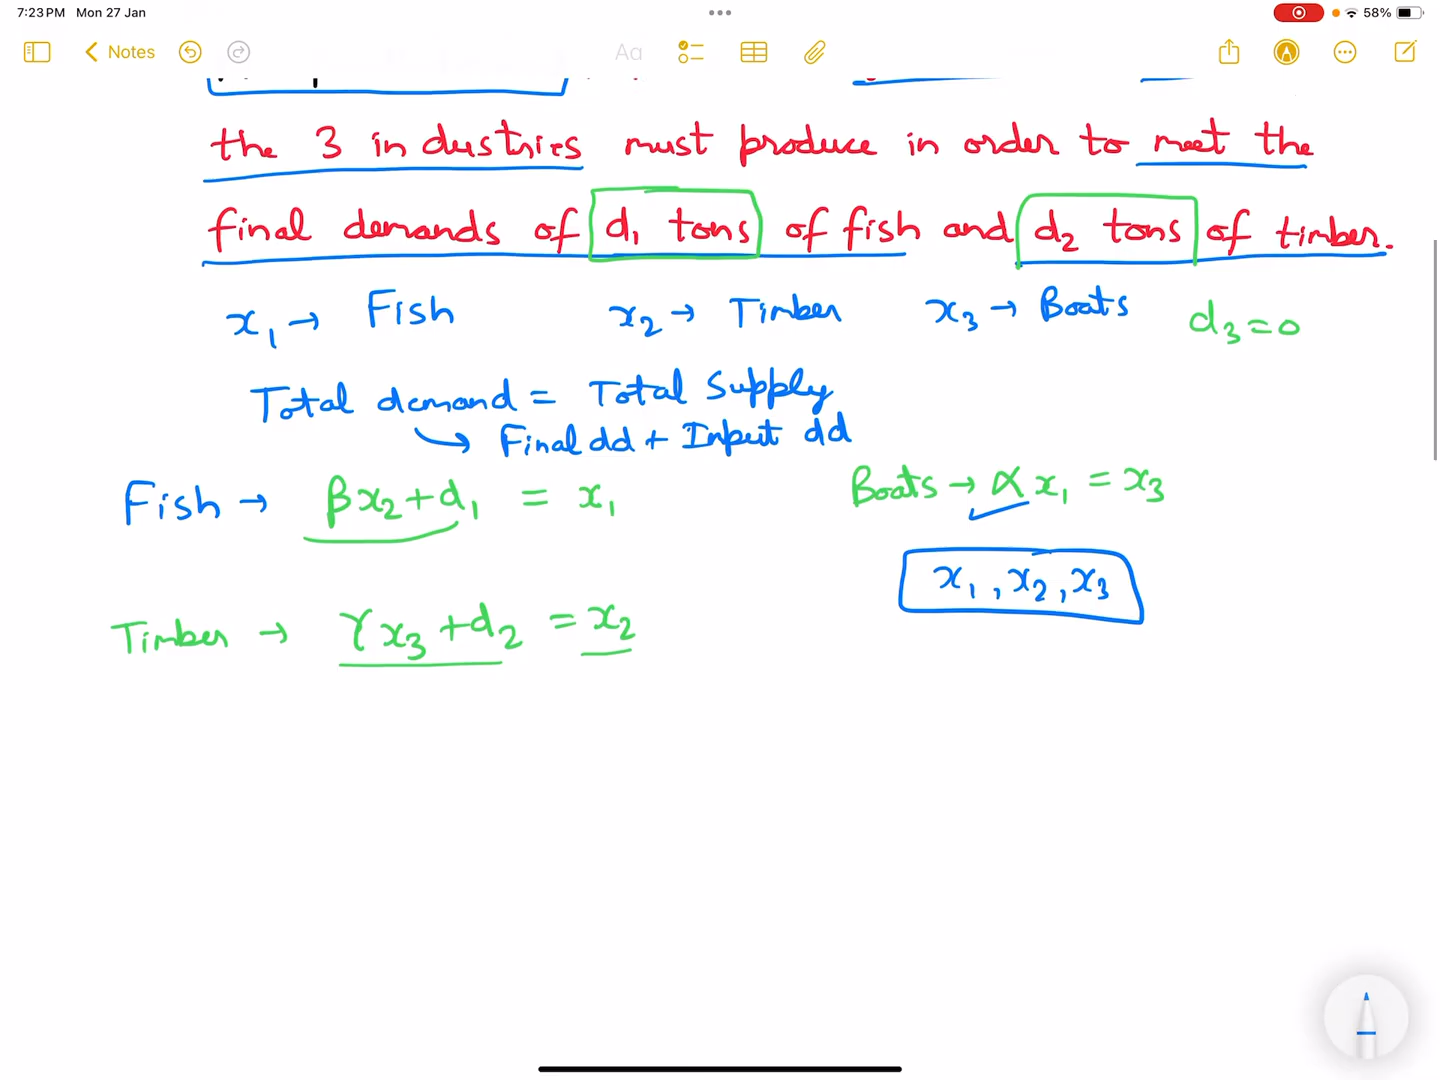 7:23 PM Mon 27 Jan
58%
Notes
Aa
the 3 industries must produce in order to meet the
final demands of d₁ tons of fish and d₂ tons of timber.
x₁ → Fish x₂ → Timber x₃ → Boats d₃ = 0
Total demand = Total Supply
↳ Final dd + Input dd
Fish → βx₂ + d₁ = x₁
Boats → α x₁ = x₃
x₁, x₂, x₃
Timber → γx₃ + d₂ = x₂